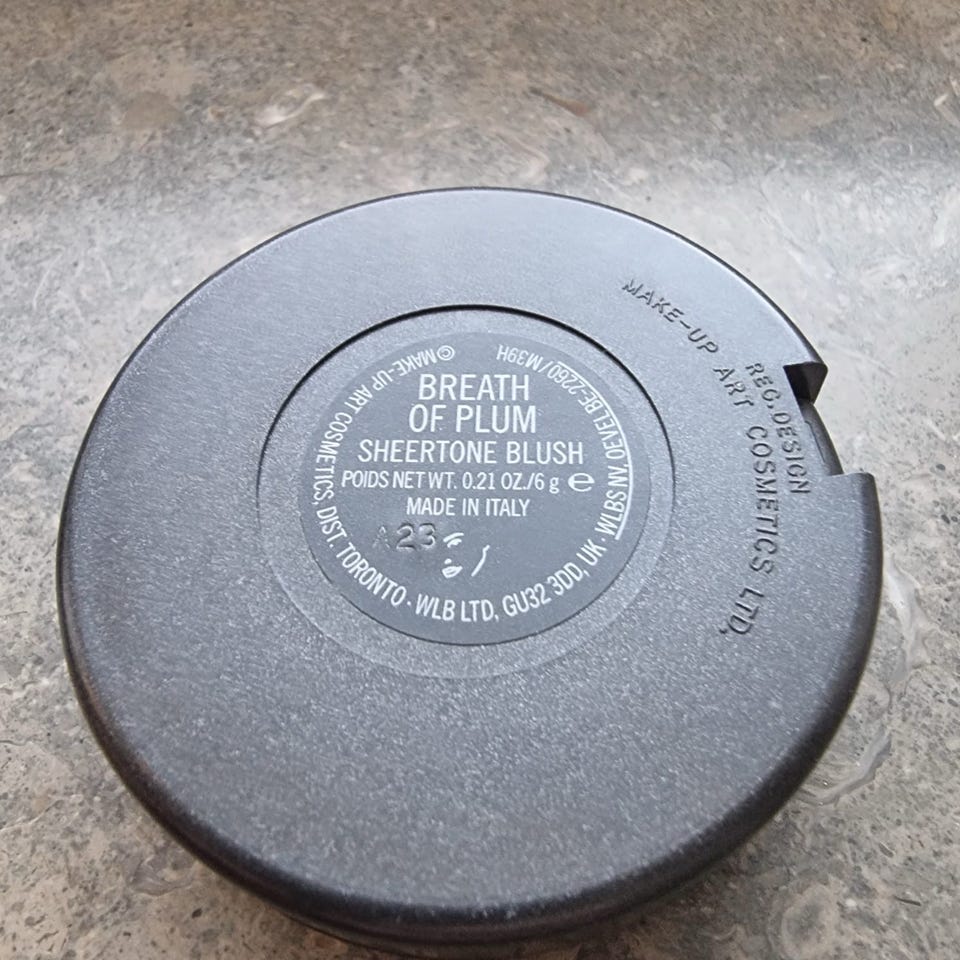 BREATH
OF PLUM
SHEERTONE BLUSH
POIDS NET WT. 0.21 OZ./6 g ℮
MADE IN ITALY
A23
© MAKE-UP ART COSMETICS, DIST. TORONTO · WLB LTD, GU32 3DD, UK · WLBSAN, OEVEL BE-2260/M39H
MAKE-UP ART COSMETICS LTD,
REG.DESIGN